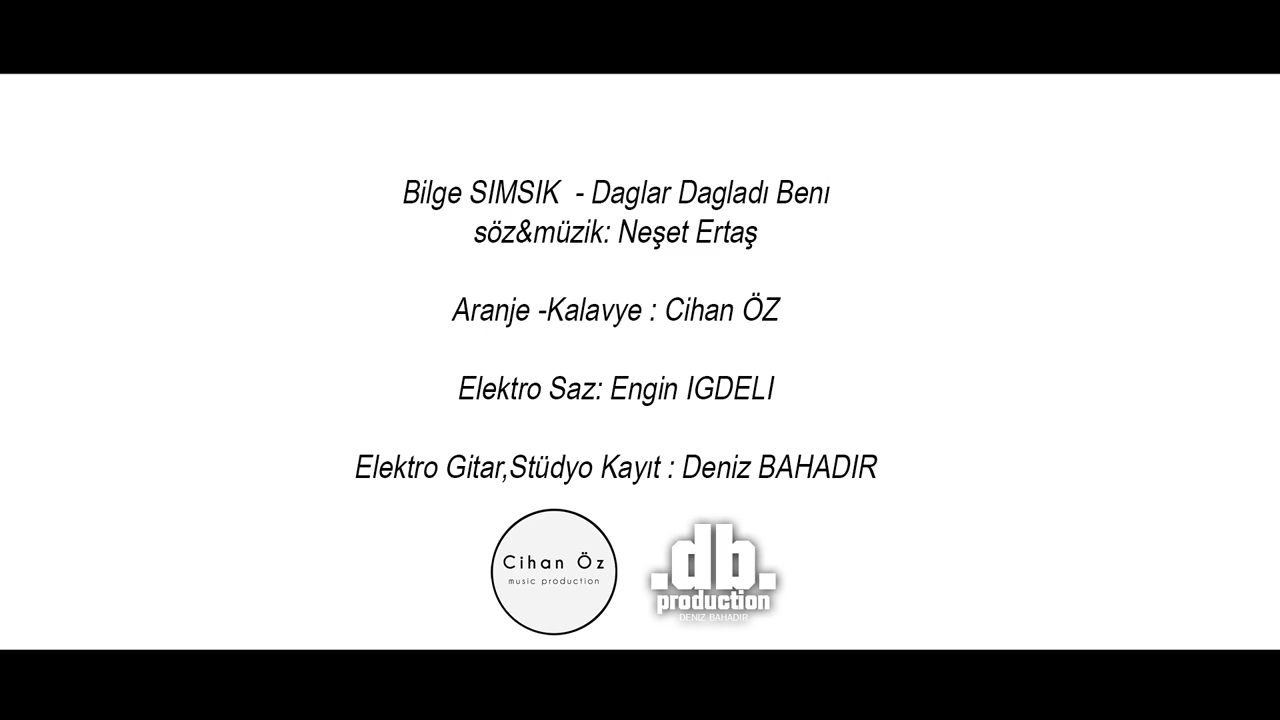 Bilge SIMSIK - Daglar Dagladı Benı
söz&müzik: Neşet Ertaş
Aranje -Kalavye : Cihan ÖZ
Elektro Saz: Engin IGDELI
Elektro Gitar,Stüdyo Kayıt : Deniz BAHADIR
Cihan Öz
music production
.db.
production
DENIZ BAHADIR